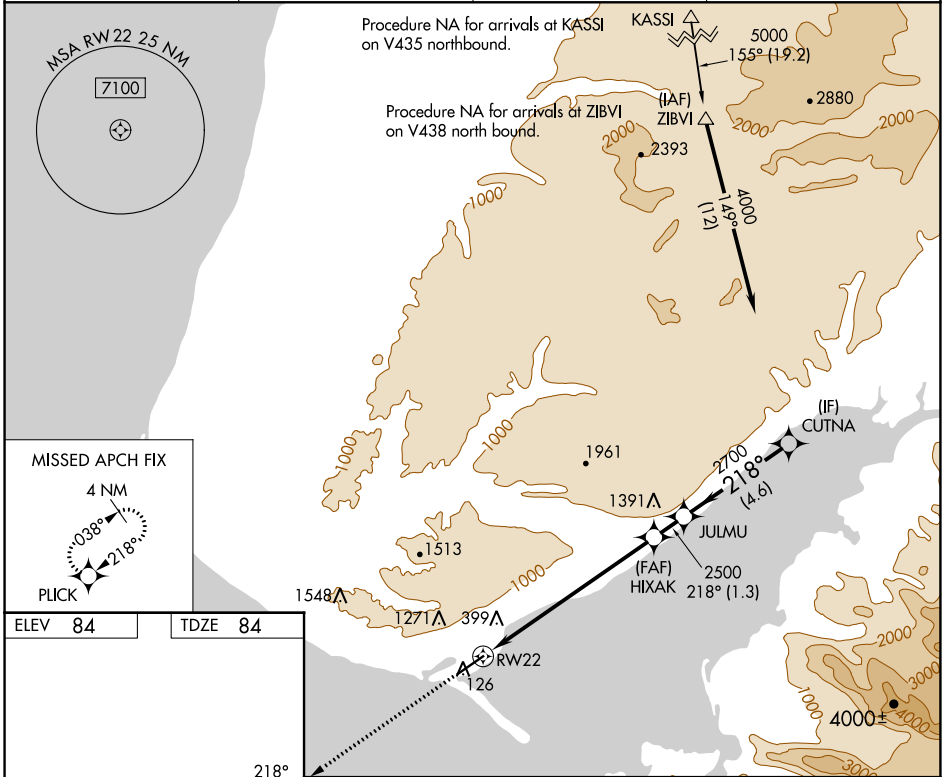 MSA RW 22 25 NM
7100
Procedure NA for arrivals at KASSI
on V435 northbound.
Procedure NA for arrivals at ZIBVI
on V438 north bound.
KASSI
5000
155° (19.2)
(IAF)
ZIBVI
2880
2000
2000
2000
2393
1000
4000
149°
(12)
MISSED APCH FIX
4 NM
038°
218°
PLICK
1000
1000
1961
1391
(IF)
CUTNA
2700
218°
(4.6)
JULMU
(FAF)
HIXAK
2500
218° (1.3)
1513
1000
1548
1271
399
RW22
126
2000
3000
1000
4000±
4000
3000
ELEV 84
TDZE 84
218°